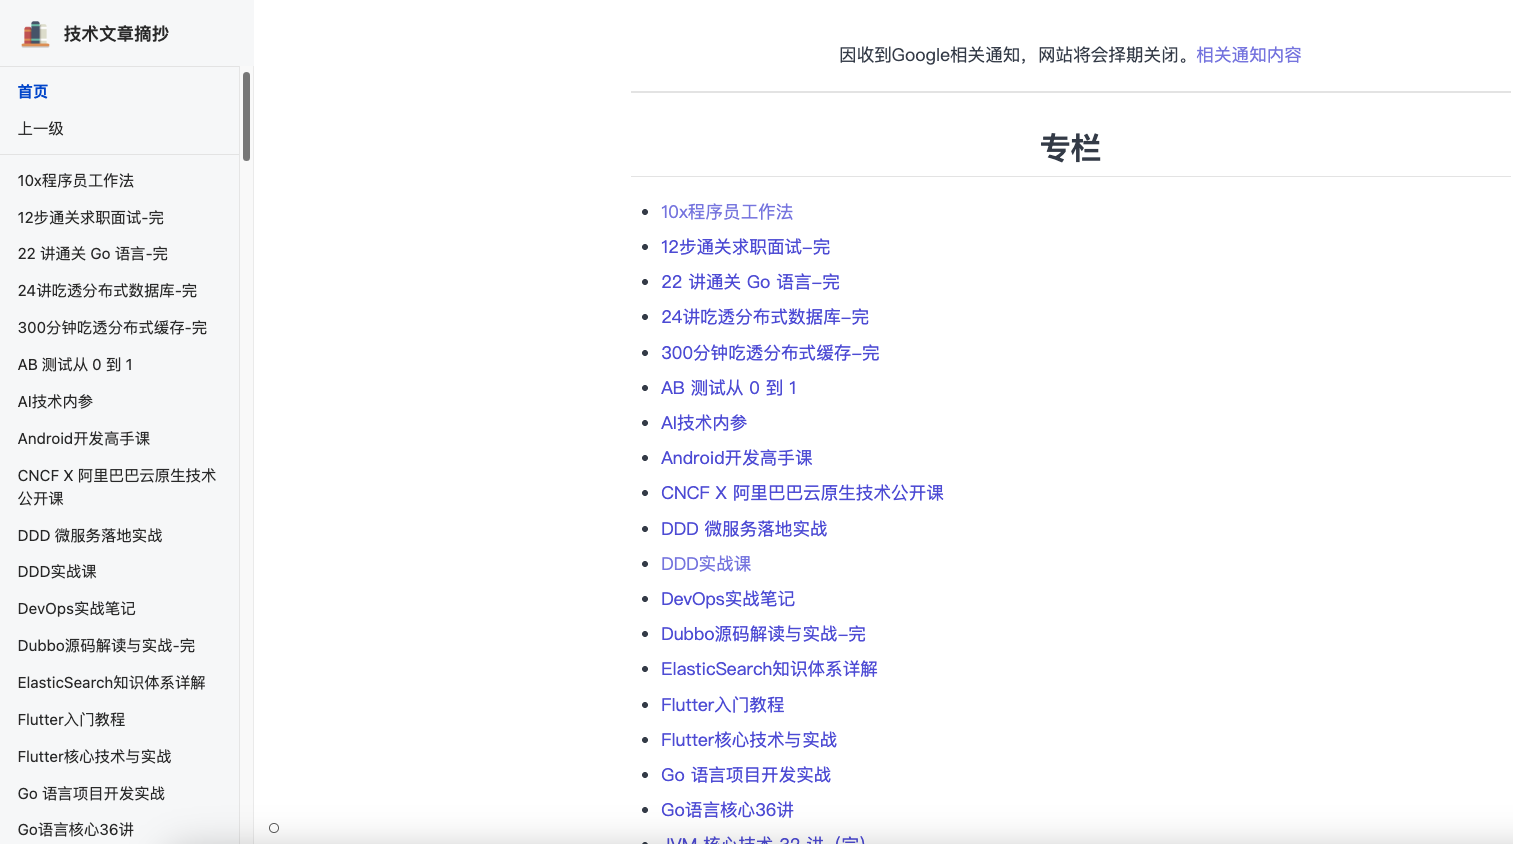 技术文章摘抄
首页
上一级
10x程序员工作法
12步通关求职面试-完
22 讲通关 Go 语言-完
24讲吃透分布式数据库-完
300分钟吃透分布式缓存-完
AB 测试从 0 到 1
AI技术内参
Android开发高手课
CNCF X 阿里巴巴云原生技术
公开课
DDD 微服务落地实战
DDD实战课
DevOps实战笔记
Dubbo源码解读与实战-完
ElasticSearch知识体系详解
Flutter入门教程
Flutter核心技术与实战
Go 语言项目开发实战
Go语言核心36讲
因收到Google相关通知，网站将会择期关闭。相关通知内容
专栏
10x程序员工作法
12步通关求职面试–完
22 讲通关 Go 语言–完
24讲吃透分布式数据库–完
300分钟吃透分布式缓存–完
AB 测试从 0 到 1
AI技术内参
Android开发高手课
CNCF X 阿里巴巴云原生技术公开课
DDD 微服务落地实战
DDD实战课
DevOps实战笔记
Dubbo源码解读与实战–完
ElasticSearch知识体系详解
Flutter入门教程
Flutter核心技术与实战
Go 语言项目开发实战
Go语言核心36讲
JVM 核心技术 32 讲（完）